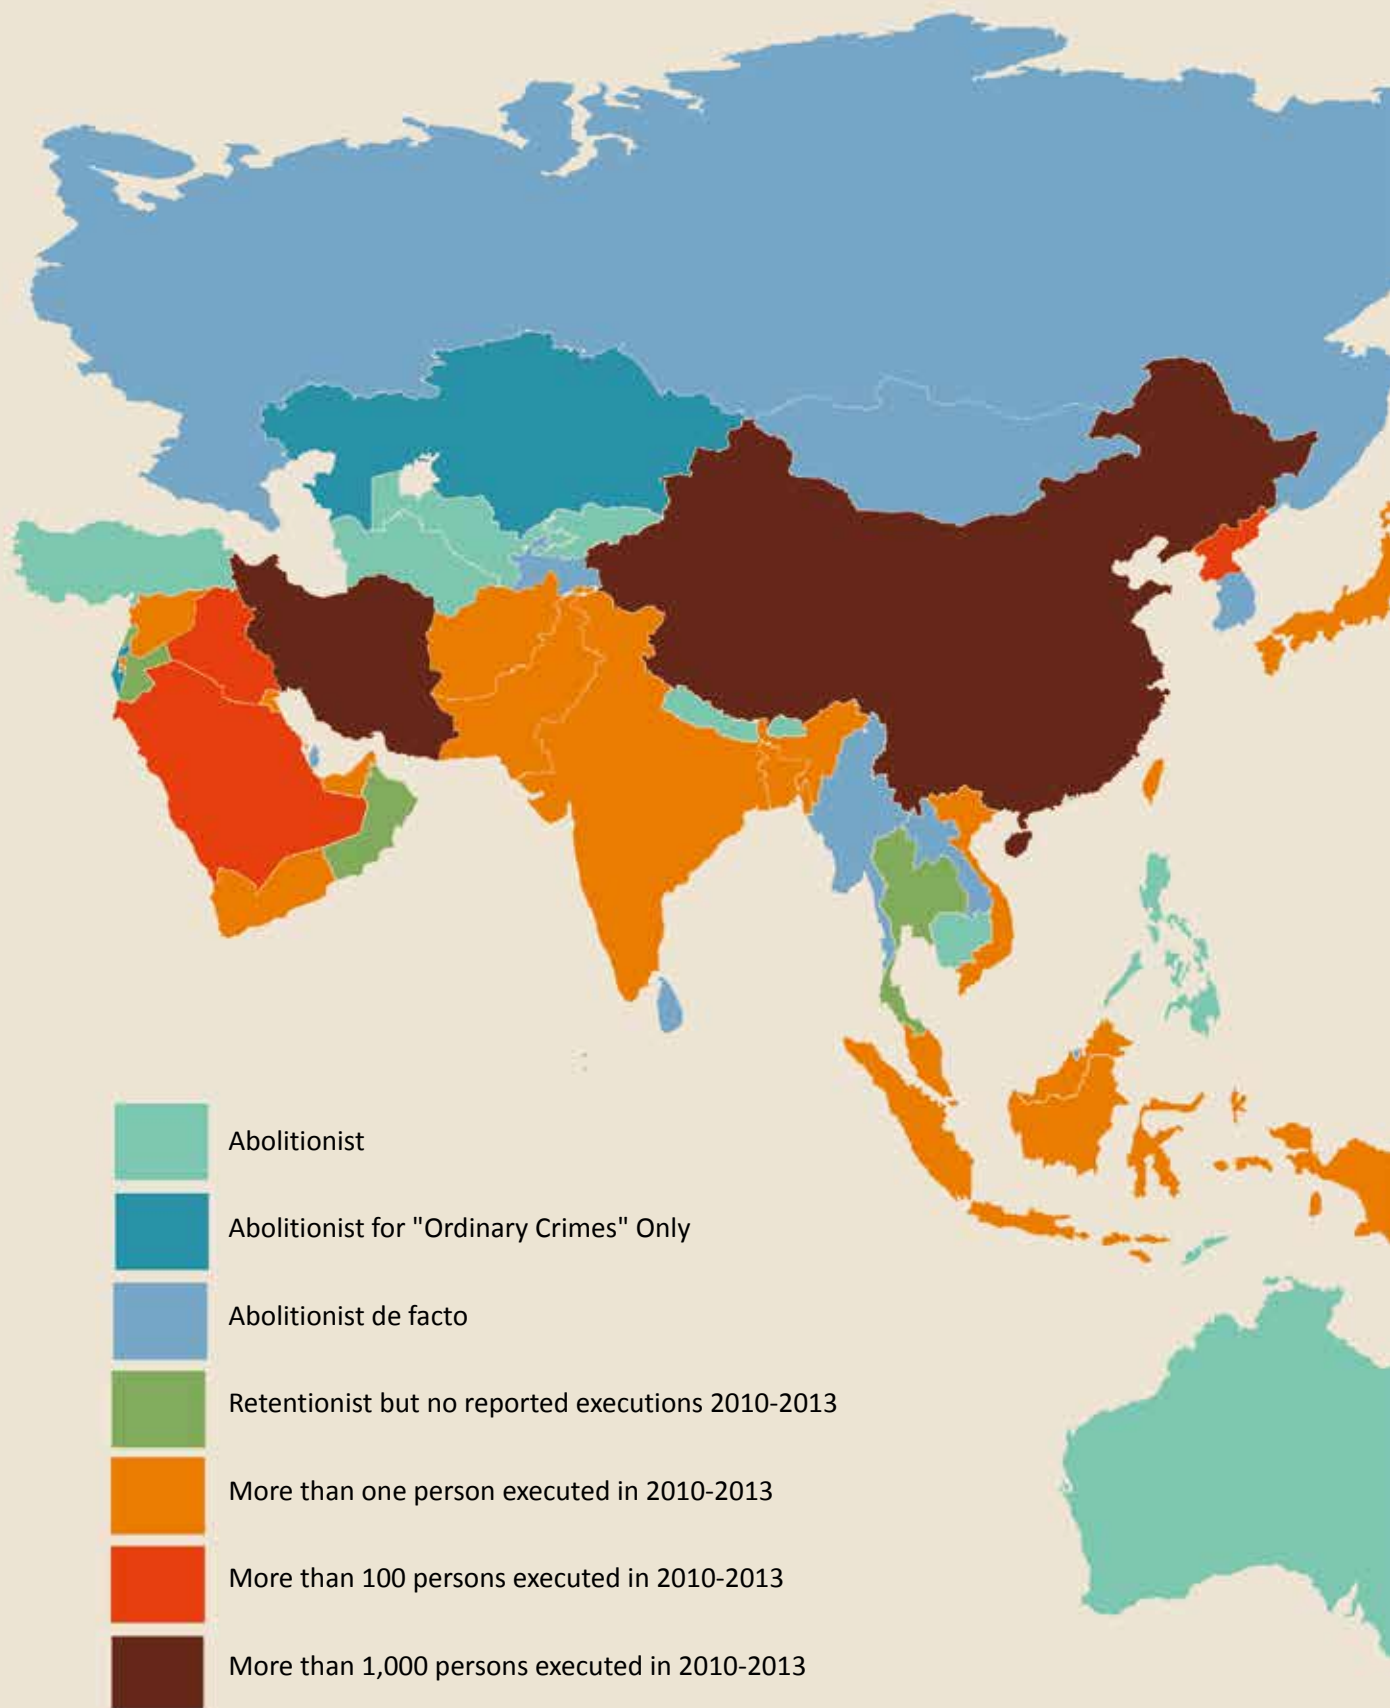 Abolitionist
Abolitionist for "Ordinary Crimes" Only
Abolitionist de facto
Retentionist but no reported executions 2010-2013
More than one person executed in 2010-2013
More than 100 persons executed in 2010-2013
More than 1,000 persons executed in 2010-2013